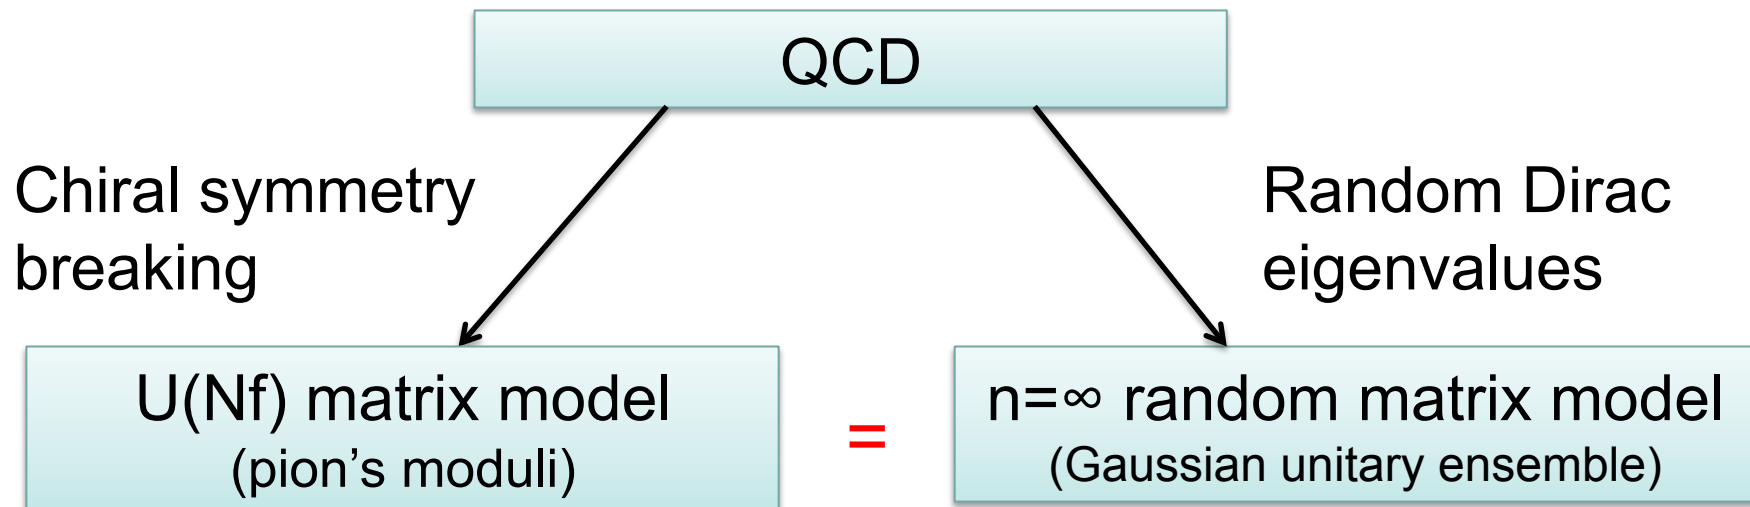 QCD
Chiral symmetry
breaking
Random Dirac
eigenvalues
U(Nf) matrix model
(pion’s moduli)
=
n=∞ random matrix model
(Gaussian unitary ensemble)